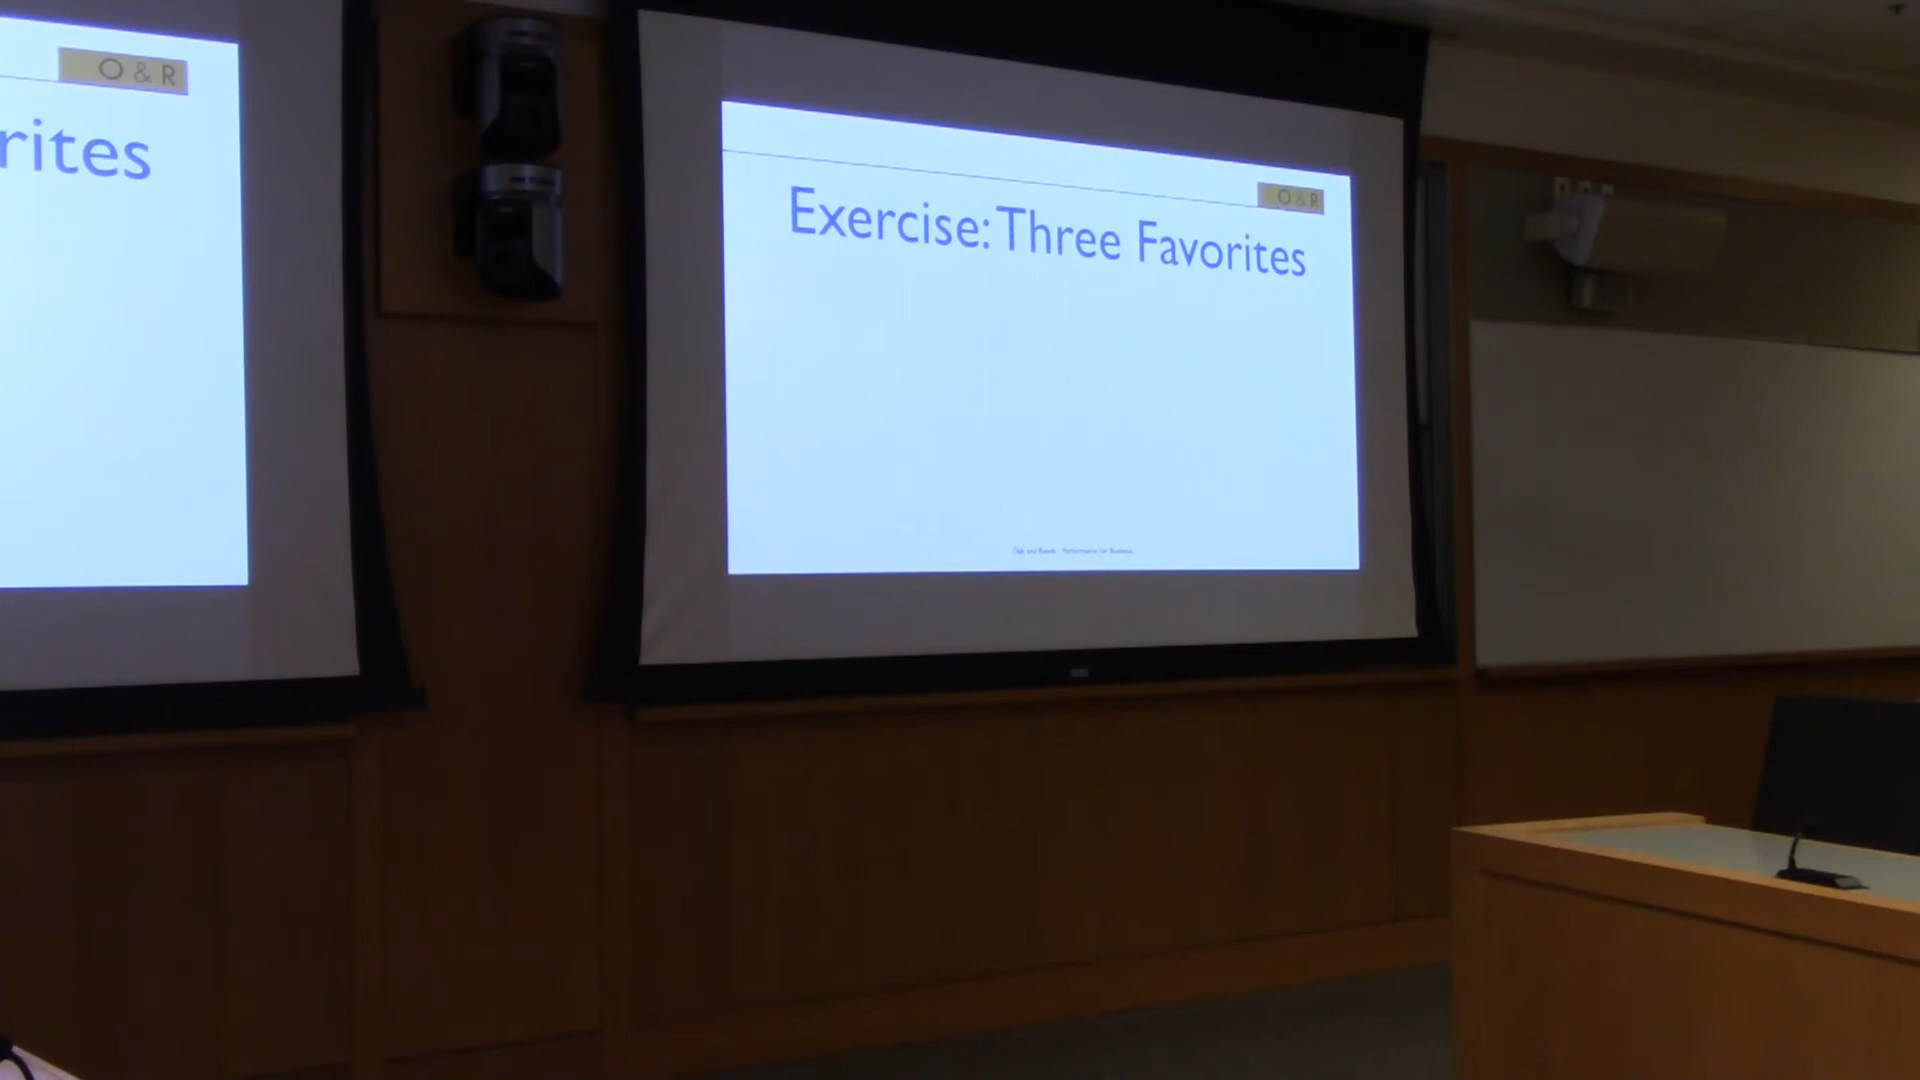 O & R
rites
O & R
Exercise: Three Favorites